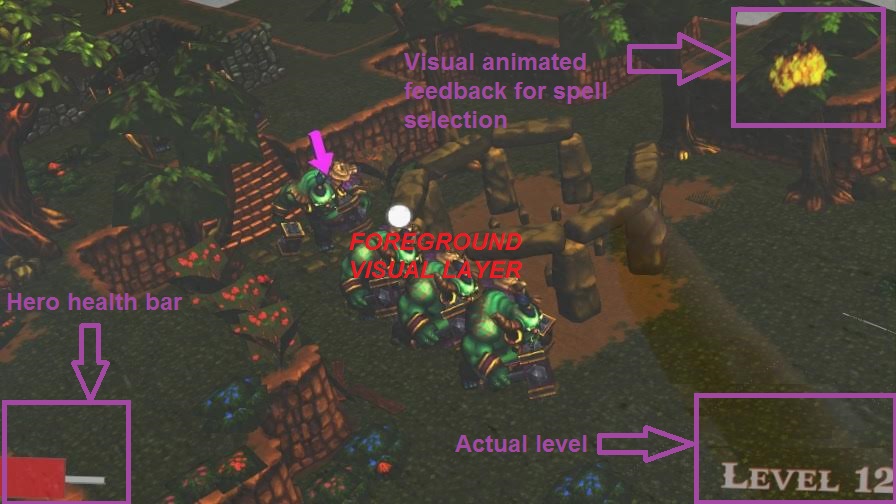 Visual animated
feedback for spell
selection
FOREGROUND
VISUAL LAYER
Hero health bar
Actual level
LEVEL 12